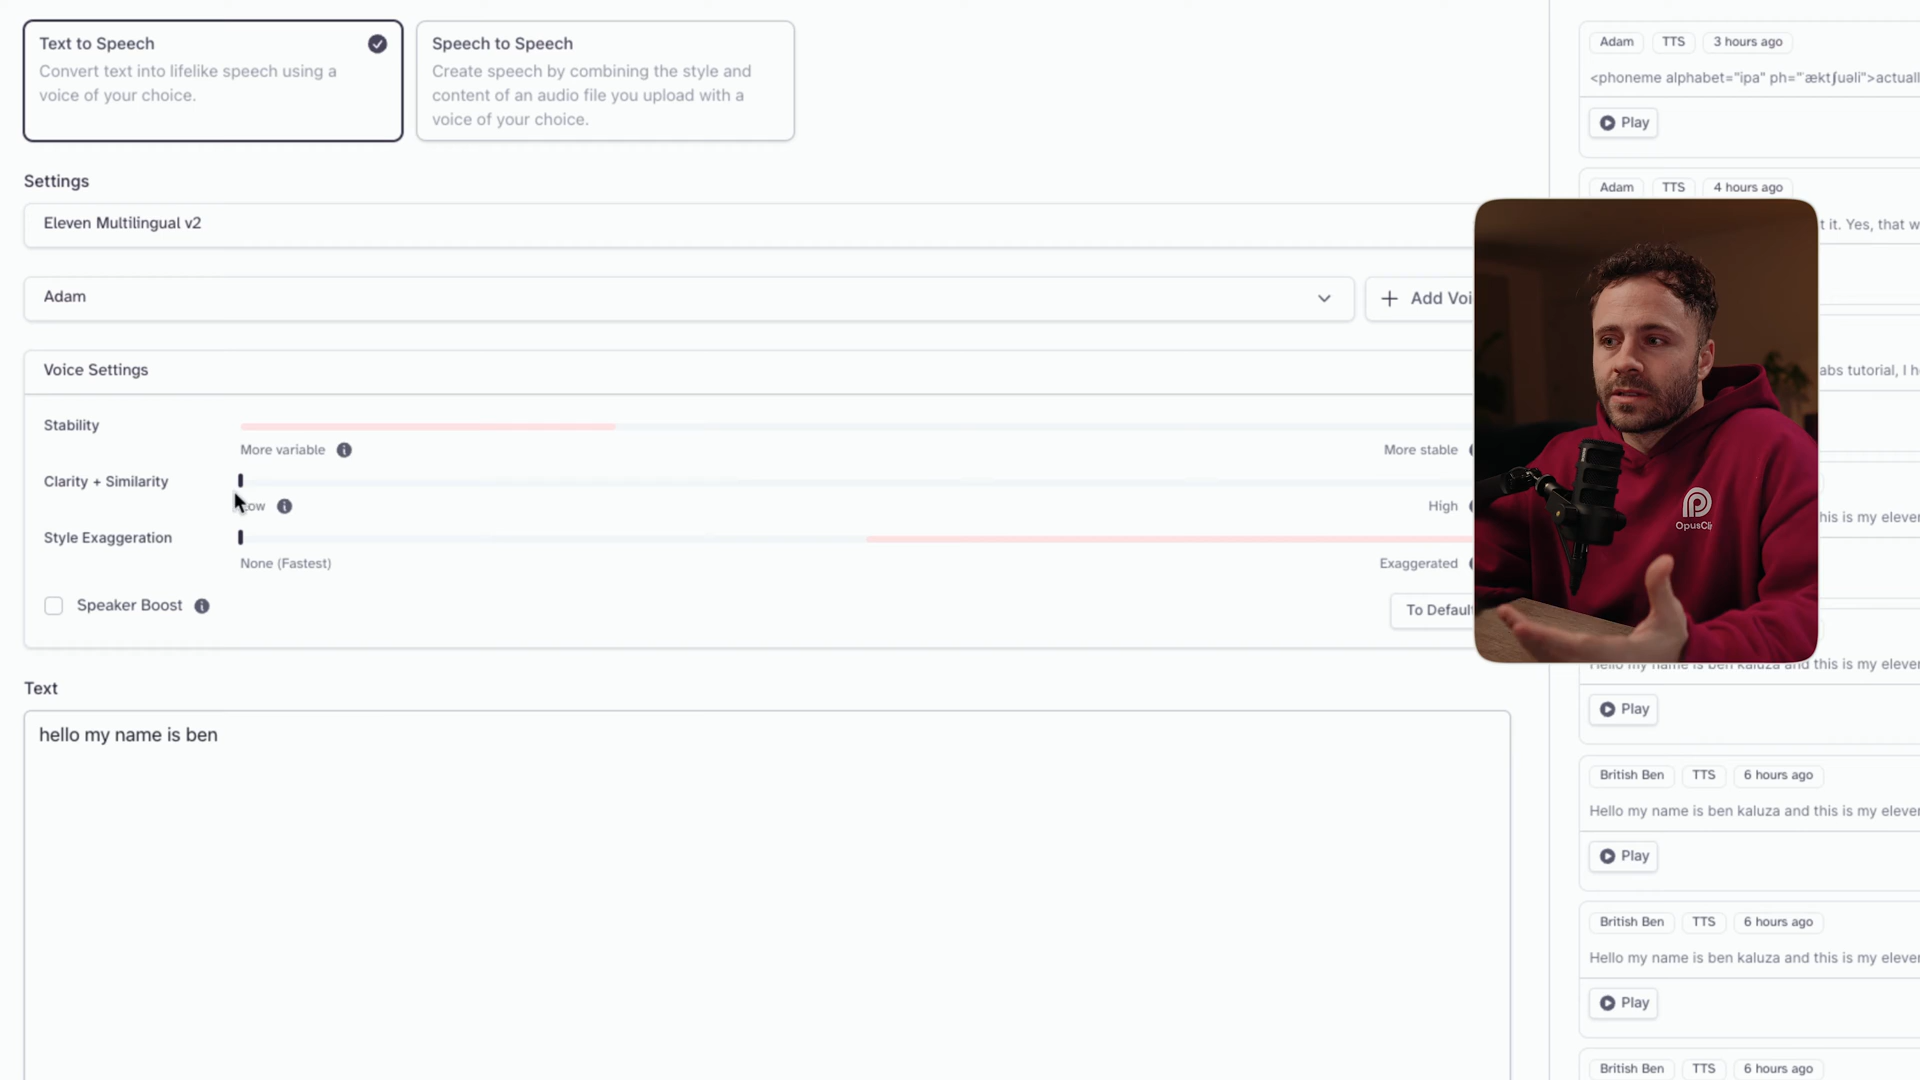 Text to Speech
Convert text into lifelike speech using a
voice of your choice.
Speech to Speech
Create speech by combining the style and
content of an audio file you upload with a
voice of your choice.
Settings
Eleven Multilingual v2
Adam
Add Voi
Voice Settings
Stability
More variable
More stable
Clarity + Similarity
Low
High
Style Exaggeration
None (Fastest)
Exaggerated
Speaker Boost
To Defaul
Text
hello my name is ben
Adam TTS 3 hours ago
<phoneme alphabet="ipa" ph="ˈæktʃuəli">actuall
Play
Adam TTS 4 hours ago
t it. Yes, that w
abs tutorial, I h
OpusCli
his is my eleve
Hello my name is ben kaluza and this is my eleve
Play
British Ben TTS 6 hours ago
Hello my name is ben kaluza and this is my eleve
Play
British Ben TTS 6 hours ago
Hello my name is ben kaluza and this is my eleve
Play
British Ben TTS 6 hours ago